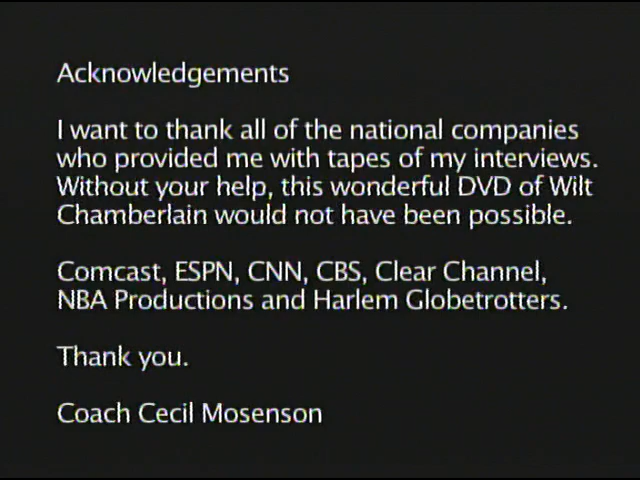 Acknowledgements
I want to thank all of the national companies
who provided me with tapes of my interviews.
Without your help, this wonderful DVD of Wilt
Chamberlain would not have been possible.
Comcast, ESPN, CNN, CBS, Clear Channel,
NBA Productions and Harlem Globetrotters.
Thank you.
Coach Cecil Mosenson